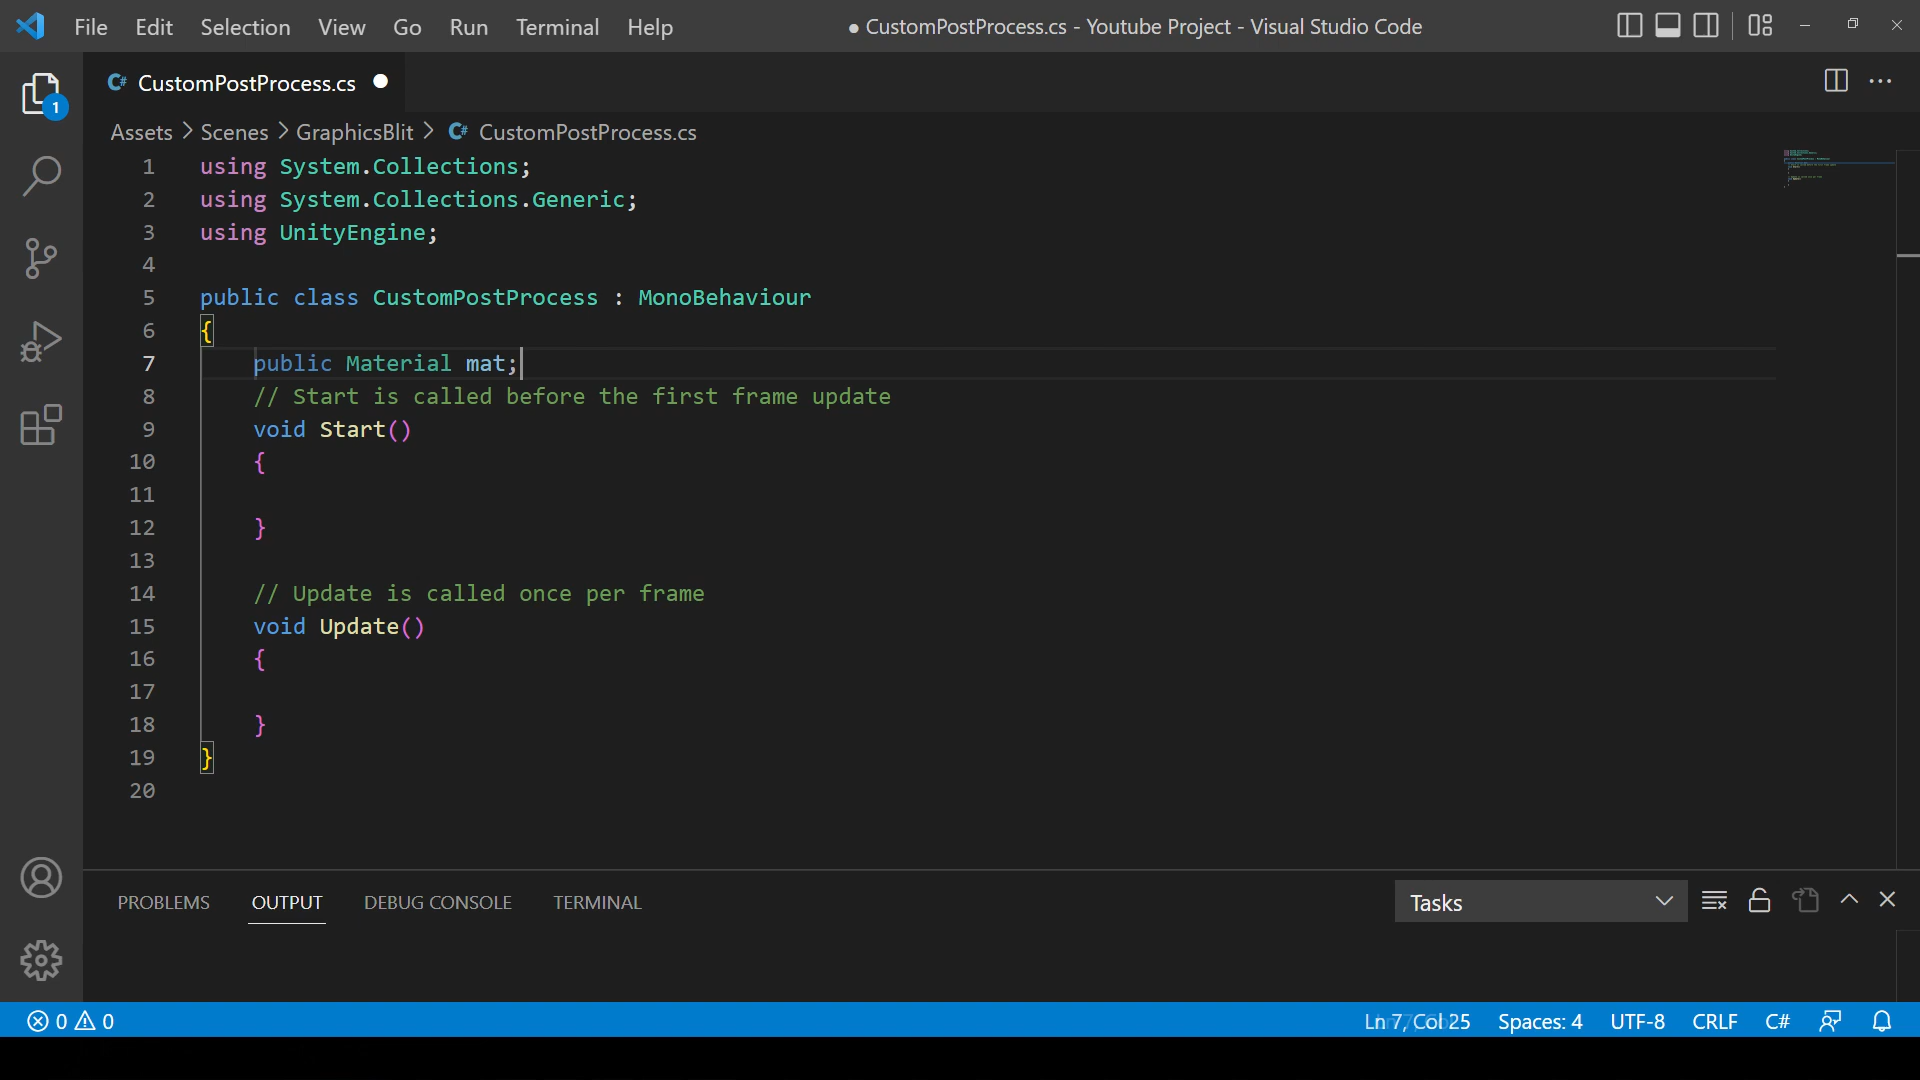 File Edit Selection View Go Run Terminal Help ● CustomPostProcess.cs - Youtube Project - Visual Studio Code
C# CustomPostProcess.cs ●
1
Assets > Scenes > GraphicsBlit > C# CustomPostProcess.cs
1 using System.Collections;
2 using System.Collections.Generic;
3 using UnityEngine;
4
5 public class CustomPostProcess : MonoBehaviour
6 {
7     public Material mat;
8     // Start is called before the first frame update
9     void Start()
10     {
11
12     }
13
14     // Update is called once per frame
15     void Update()
16     {
17
18     }
19 }
20
PROBLEMS OUTPUT DEBUG CONSOLE TERMINAL Tasks
0 0 Ln 7, Col 25 Spaces: 4 UTF-8 CRLF C#